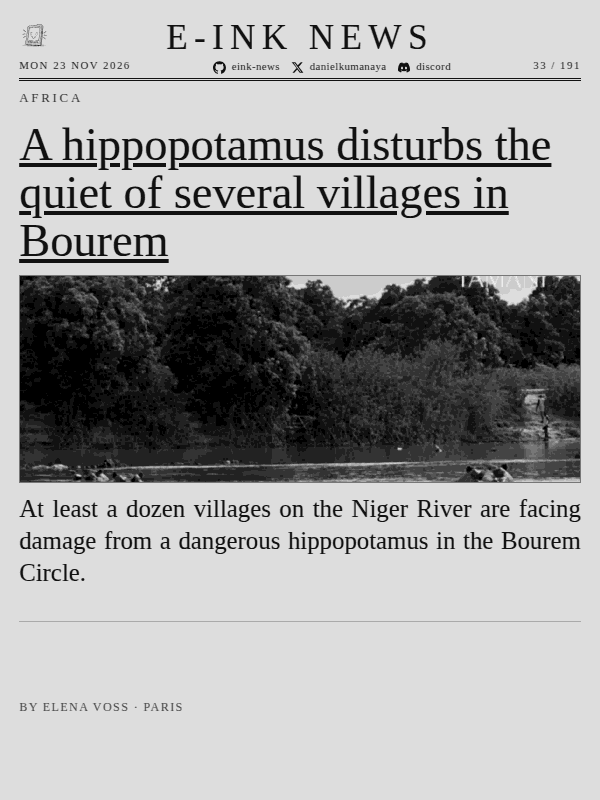 E-INK NEWS
MON 23 NOV 2026
eink-news
danielkumanaya
discord
33 / 191
AFRICA
A hippopotamus disturbs the
quiet of several villages in
Bourem
At least a dozen villages on the Niger River are facing
damage from a dangerous hippopotamus in the Bourem
Circle.
BY ELENA VOSS · PARIS